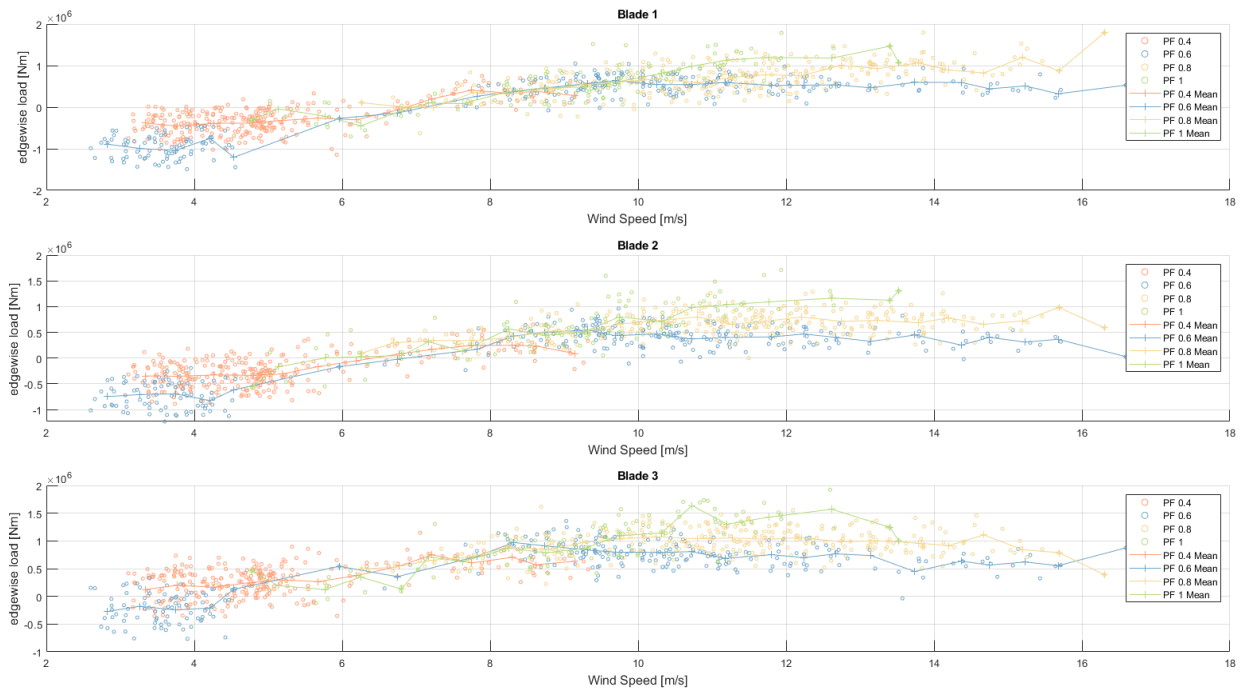 Blade 1
×10^6
2
1
0
-1
-2
edgewise load [Nm]
2 4 6 8 10 12 14 16 18
Wind Speed [m/s]
PF 0.4
PF 0.6
PF 0.8
PF 1
PF 0.4 Mean
PF 0.6 Mean
PF 0.8 Mean
PF 1 Mean
Blade 2
×10^6
2
1.5
1
0.5
0
-0.5
-1
edgewise load [Nm]
2 4 6 8 10 12 14 16 18
Wind Speed [m/s]
PF 0.4
PF 0.6
PF 0.8
PF 1
PF 0.4 Mean
PF 0.6 Mean
PF 0.8 Mean
PF 1 Mean
Blade 3
×10^6
2
1.5
1
0.5
0
-0.5
-1
edgewise load [Nm]
2 4 6 8 10 12 14 16 18
Wind Speed [m/s]
PF 0.4
PF 0.6
PF 0.8
PF 1
PF 0.4 Mean
PF 0.6 Mean
PF 0.8 Mean
PF 1 Mean